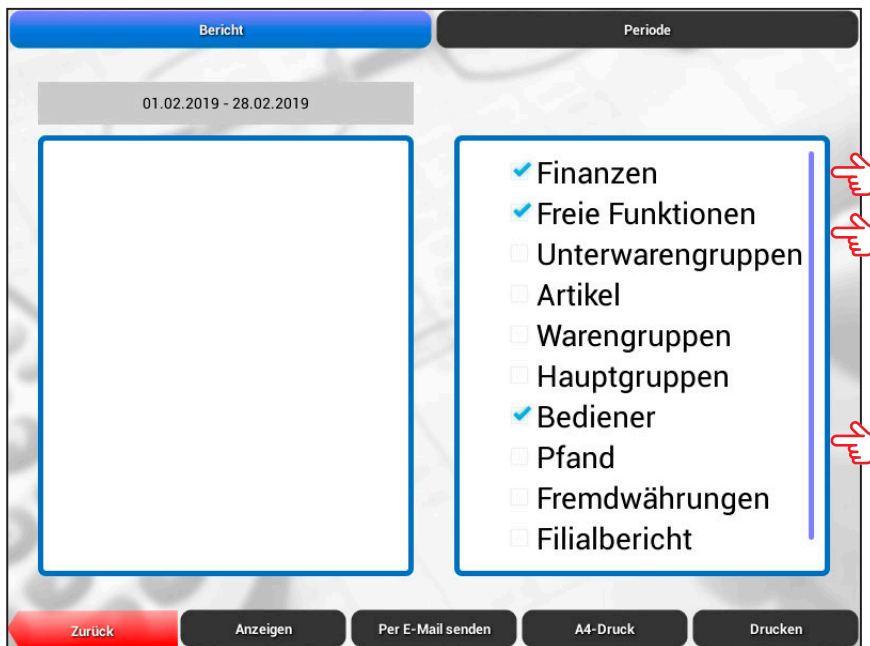 Bericht
Periode
01.02.2019 - 28.02.2019
Finanzen
Freie Funktionen
Unterwarengruppen
Artikel
Warengruppen
Hauptgruppen
Bediener
Pfand
Fremdwährungen
Filialbericht
Zurück
Anzeigen
Per E-Mail senden
A4-Druck
Drucken